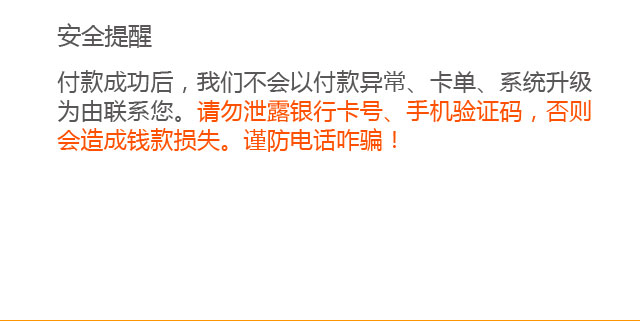 安全提醒
付款成功后，我们不会以付款异常、卡单、系统升级
为由联系您。请勿泄露银行卡号、手机验证码，否则
会造成钱款损失。谨防电话咋骗！